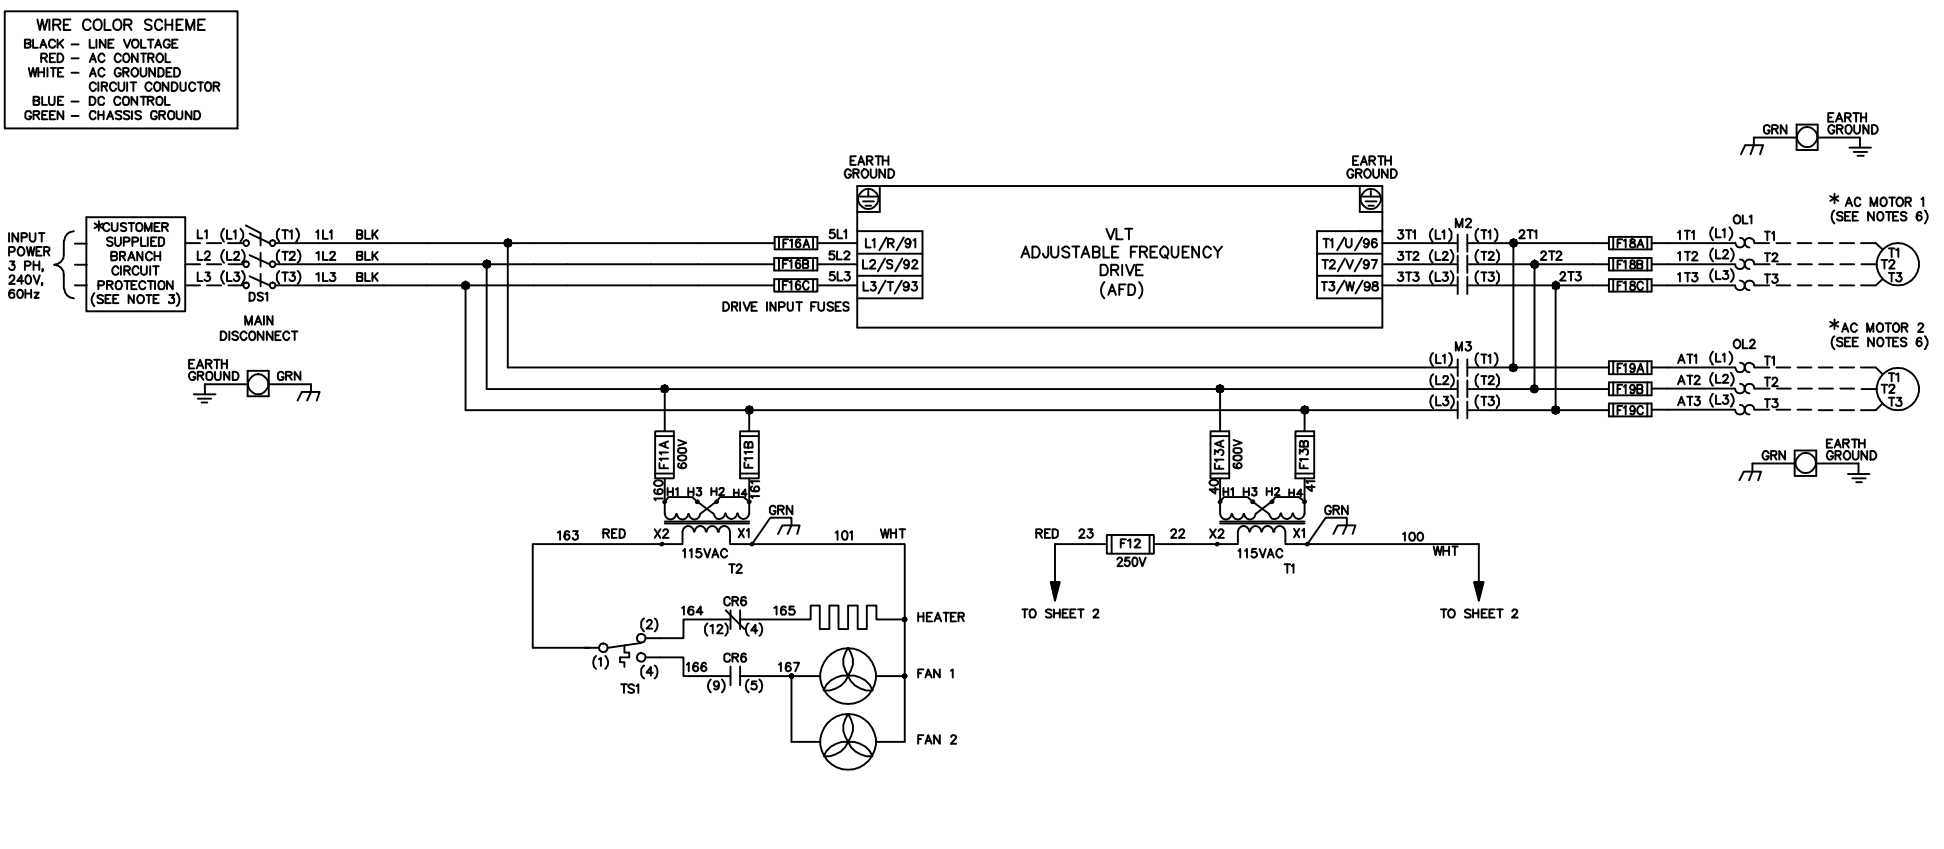 WIRE COLOR SCHEME
BLACK – LINE VOLTAGE
RED – AC CONTROL
WHITE – AC GROUNDED
CIRCUIT CONDUCTOR
BLUE – DC CONTROL
GREEN – CHASSIS GROUND
GRN
EARTH
GROUND
EARTH
GROUND
EARTH
GROUND
INPUT
POWER
3 PH,
240V,
60Hz
*CUSTOMER
SUPPLIED
BRANCH
CIRCUIT
PROTECTION
(SEE NOTE 3)
L1 (L1) (T1) 1L1 BLK
L2 (L2) (T2) 1L2 BLK
L3 (L3) (T3) 1L3 BLK
DS1
MAIN
DISCONNECT
EARTH
GROUND
GRN
F16A 5L1 L1/R/91
F16B 5L2 L2/S/92
F16C 5L3 L3/T/93
DRIVE INPUT FUSES
VLT
ADJUSTABLE FREQUENCY
DRIVE
(AFD)
M2
T1/U/96 3T1 (L1) (T1) 2T1 F18A 1T1 (L1) T1
T2/V/97 3T2 (L2) (T2) 2T2 F18B 1T2 (L2) T2
T3/W/98 3T3 (L3) (T3) 2T3 F18C 1T3 (L3) T3
OL1
* AC MOTOR 1
(SEE NOTES 6)
T1
T2
T3
M3
(L1) (T1) F19A AT1 (L1) T1
(L2) (T2) F19B AT2 (L2) T2
(L3) (T3) F19C AT3 (L3) T3
OL2
*AC MOTOR 2
(SEE NOTES 6)
T1
T2
T3
GRN
EARTH
GROUND
F11A
600V
F11B
160
161
H1 H3 H2 H4
GRN
163 RED X2 X1 101 WHT
115VAC
T2
F13A
600V
F13B
40
41
H1 H3 H2 H4
GRN
RED 23 F12 22 X2 X1 100
WHT
250V
115VAC
T1
TO SHEET 2
TO SHEET 2
CR6
164 165
(12) (4)
HEATER
(2)
(1)
(4)
TS1
CR6
166 167
(9) (5)
FAN 1
FAN 2